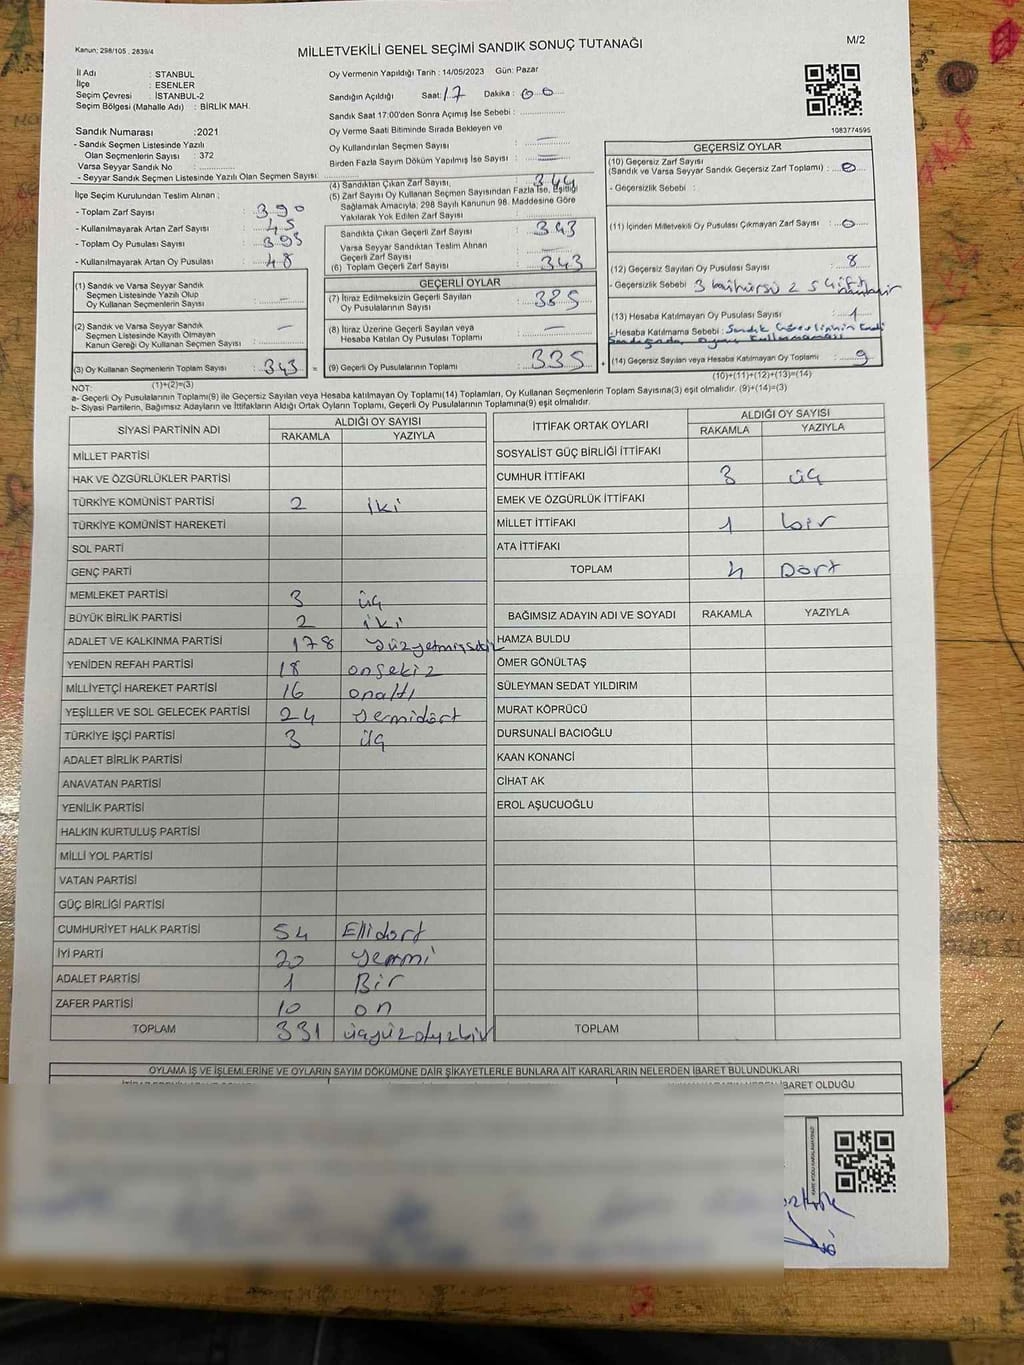 Kanun; 298/105 , 2839/4
MİLLETVEKİLİ GENEL SEÇİMİ SANDIK SONUÇ TUTANAĞI
M/2
İl Adı : STANBUL
İlçe : ESENLER
Seçim Çevresi : İSTANBUL-2
Seçim Bölgesi (Mahalle Adı) : BİRLİK MAH.
Sandık Numarası :2021
- Sandık Seçmen Listesinde Yazılı
Olan Seçmenlerin Sayısı : 372
Varsa Seyyar Sandık No :
- Seyyar Sandık Seçmen Listesinde Yazılı Olan Seçmen Sayısı:
Oy Vermenin Yapıldığı Tarih : 14/05/2023 Gün: Pazar
Sandığın Açıldığı Saat: 17 Dakika : 00
Sandık Saat 17:00'den Sonra Açımış İse Sebebi :
Oy Verme Saati Bitiminde Sırada Bekleyen ve
Oy Kullandırılan Seçmen Sayısı : —
Birden Fazla Sayım Döküm Yapılmış İse Sayısı : —
1083774595
İlçe Seçim Kurulundan Teslim Alınan ;
- Toplam Zarf Sayısı : 390
- Kullanılmayarak Artan Zarf Sayısı : 45
- Toplam Oy Pusulası Sayısı : 395
- Kullanılmayarak Artan Oy Pusulası : 48
(4) Sandıktan Çıkan Zarf Sayısı, : 344
(5) Zarf Sayısı Oy Kullanan Seçmen Sayısından Fazla İse, Eşitliği
Sağlamak Amacıyla; 298 Sayılı Kanunun 98. Maddesine Göre
Yakılarak Yok Edilen Zarf Sayısı :
Sandıkta Çıkan Geçerli Zarf Sayısı : 343
Varsa Seyyar Sandıktan Teslim Alınan
Geçerli Zarf Sayısı : —
(6) Toplam Geçerli Zarf Sayısı : 343
GEÇERSİZ OYLAR
(10) Geçersiz Zarf Sayısı
(Sandık ve Varsa Seyyar Sandık Geçersiz Zarf Toplamı) : 0
- Geçersizlik Sebebi :
(11) İçinden Milletvekili Oy Pusulası Çıkmayan Zarf Sayısı : 0
(12) Geçersiz Sayılan Oy Pusulası Sayısı : 8
- Geçersizlik Sebebi 3
(13) Hesaba Katılmayan Oy Pusulası Sayısı : 1
- Hesaba Katılmama Sebebi : Sandık Görevlisinin
(14) Geçersiz Sayılan veya Hesaba Katılmayan Oy Toplamı : 9
(10)+(11)+(12)+(13)=(14)
(1) Sandık ve Varsa Seyyar Sandık
Seçmen Listesinde Yazılı Olup
Oy Kullanan Seçmenlerin Sayısı : —
(2) Sandık ve Varsa Seyyar Sandık
Seçmen Listesinde Kayıtlı Olmayan
Kanun Gereği Oy Kullanan Seçmen Sayısı : —
(3) Oy Kullanan Seçmenlerin Toplam Sayısı : 343 =
(1)+(2)=(3)
GEÇERLİ OYLAR
(7) İtiraz Edilmeksizin Geçerli Sayılan
Oy Pusulalarının Sayısı : 335
(8) İtiraz Üzerine Geçerli Sayılan veya
Hesaba Katılan Oy Pusulası Toplamı : —
(9) Geçerli Oy Pusulalarının Toplamı : 335
NOT:
a- Geçerli Oy Pusulalarının Toplamı(9) ile Geçersiz Sayılan veya Hesaba katılmayan Oy Toplamı(14) Toplamları, Oy Kullanan Seçmenlerin Toplam Sayısına(3) eşit olmalıdır. (9)+(14)=(3)
b- Siyasi Partilerin, Bağımsız Adayların ve İttifakların Aldığı Ortak Oyların Toplamı, Geçerli Oy Pusulalarının Toplamına(9) eşit olmalıdır.
SİYASİ PARTİNİN ADI ALDIĞI OY SAYISI
RAKAMLA YAZIYLA
MİLLET PARTİSİ
HAK VE ÖZGÜRLÜKLER PARTİSİ
TÜRKİYE KOMÜNİST PARTİSİ 2 iki
TÜRKİYE KOMÜNİST HAREKETİ
SOL PARTİ
GENÇ PARTİ
MEMLEKET PARTİSİ 3 üç
BÜYÜK BİRLİK PARTİSİ 2 iki
ADALET VE KALKINMA PARTİSİ 178 yüzyetmişsekiz
YENİDEN REFAH PARTİSİ 18 onsekiz
MİLLİYETÇİ HAREKET PARTİSİ 16 onaltı
YEŞİLLER VE SOL GELECEK PARTİSİ 24 yermidört
TÜRKİYE İŞÇİ PARTİSİ 3 üç
ADALET BİRLİK PARTİSİ
ANAVATAN PARTİSİ
YENİLİK PARTİSİ
HALKIN KURTULUŞ PARTİSİ
MİLLİ YOL PARTİSİ
VATAN PARTİSİ
GÜÇ BİRLİĞİ PARTİSİ
CUMHURİYET HALK PARTİSİ 54 Ellidört
İYİ PARTİ 20 yermi
ADALET PARTİSİ 1 Bir
ZAFER PARTİSİ 10 on
TOPLAM 331 üçyüzotuzbir
İTTİFAK ORTAK OYLARI ALDIĞI OY SAYISI
RAKAMLA YAZIYLA
SOSYALİST GÜÇ BİRLİĞİ İTTİFAKI
CUMHUR İTTİFAKI 3 üç
EMEK VE ÖZGÜRLÜK İTTİFAKI
MİLLET İTTİFAKI 1 bir
ATA İTTİFAKI
TOPLAM 4 Dört
BAĞIMSIZ ADAYIN ADI VE SOYADI RAKAMLA YAZIYLA
HAMZA BULDU
ÖMER GÖNÜLTAŞ
SÜLEYMAN SEDAT YILDIRIM
MURAT KÖPRÜCÜ
DURSUNALİ BACIOĞLU
KAAN KONANCİ
CİHAT AK
EROL AŞUCUOĞLU
TOPLAM
OYLAMA İŞ VE İŞLEMLERİNE VE OYLARIN SAYIM DÖKÜMÜNE DAİR ŞİKAYETLERLE BUNLARA AİT KARARLARIN NELERDEN İBARET BULUNDUKLARI
İBARET OLDUĞU